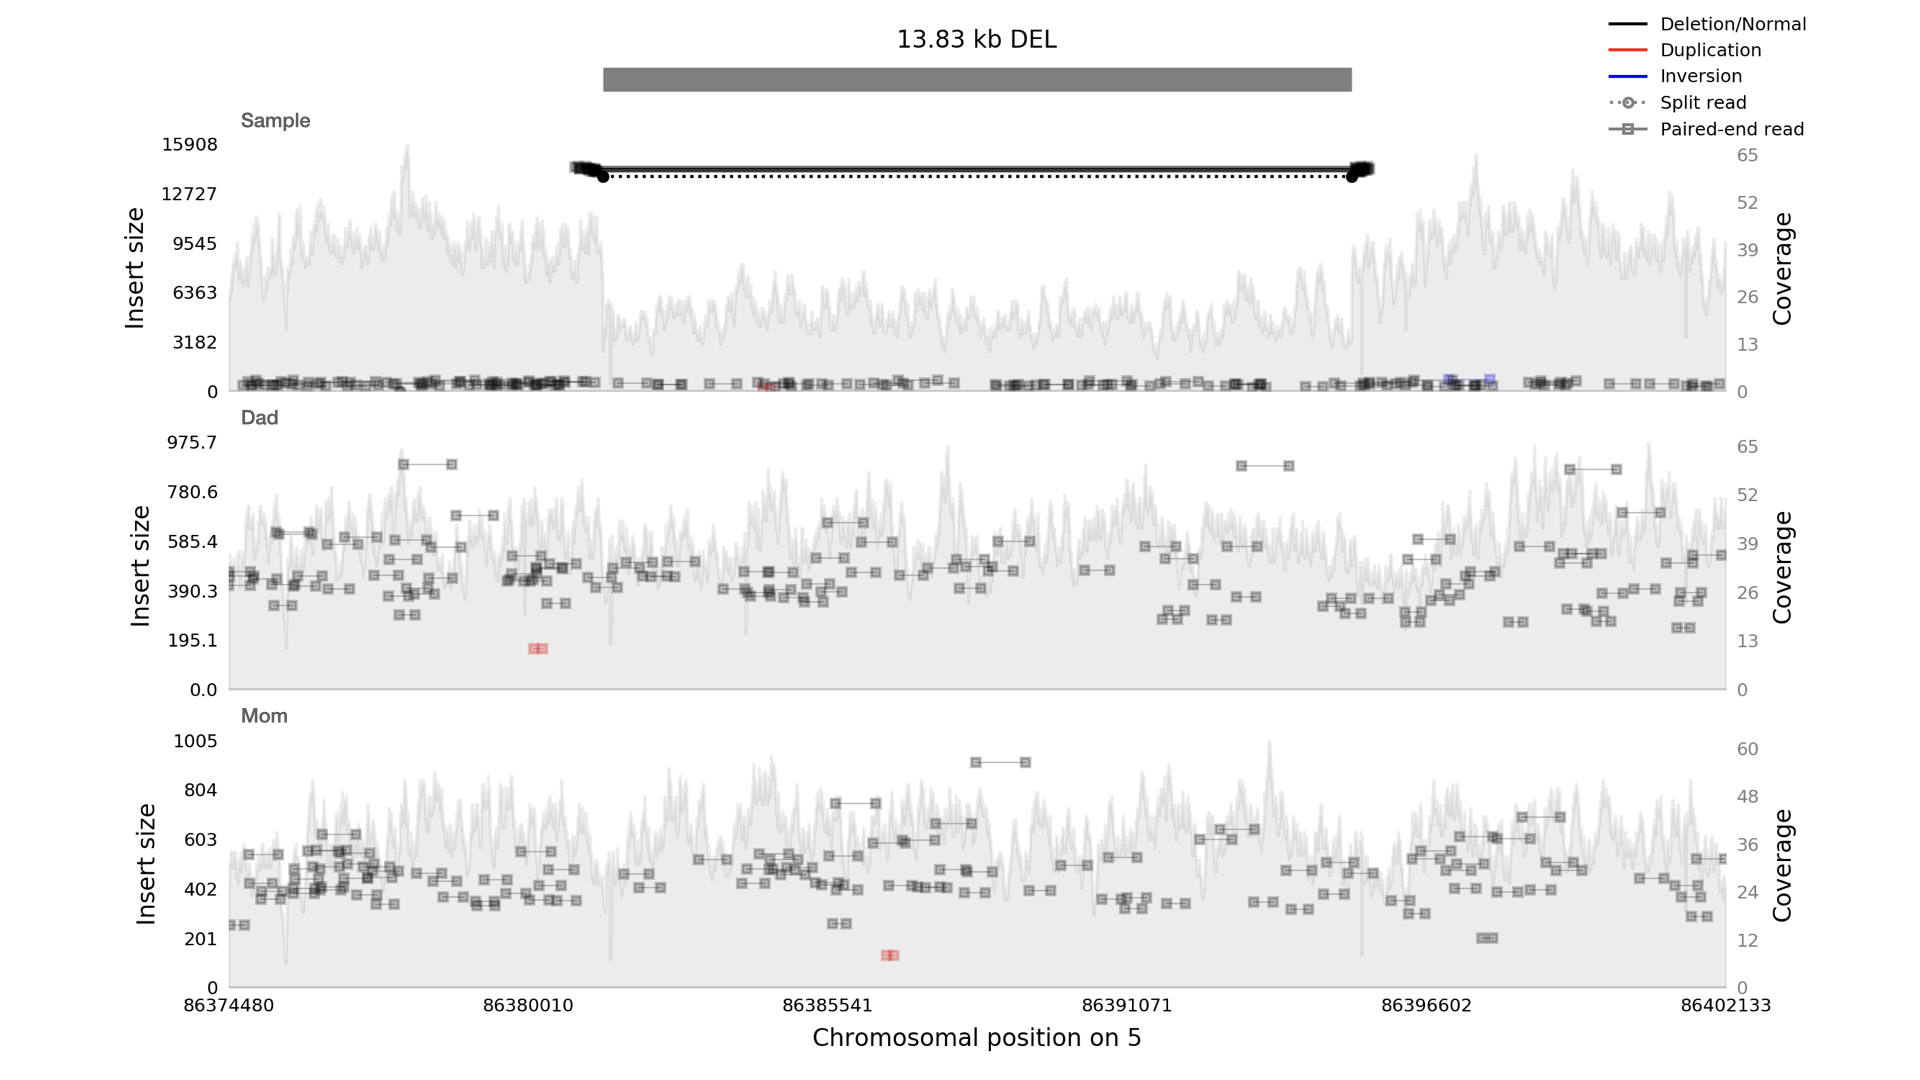 13.83 kb DEL
Deletion/Normal
Duplication
Inversion
Split read
Paired-end read
Sample
15908
12727
9545
6363
3182
0
Insert size
65
52
39
26
13
0
Coverage
Dad
975.7
780.6
585.4
390.3
195.1
0.0
Insert size
65
52
39
26
13
0
Coverage
Mom
1005
804
603
402
201
0
Insert size
60
48
36
24
12
0
Coverage
86374480 86380010 86385541 86391071 86396602 86402133
Chromosomal position on 5